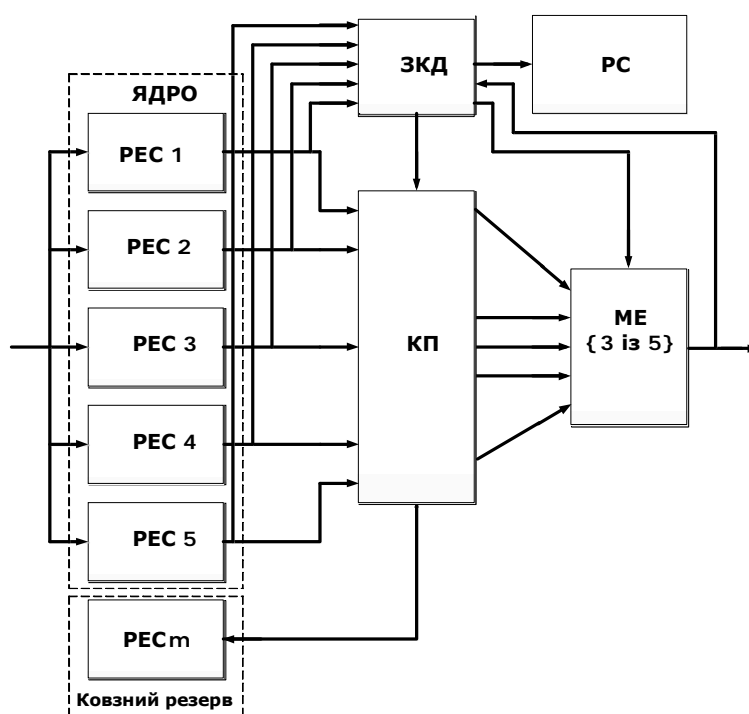 ЗКД
РС
ЯДРО
РЕС 1
РЕС 2
РЕС 3
РЕС 4
РЕС 5
КП
МЕ
{3 із 5}
РЕСm
Ковзний резерв